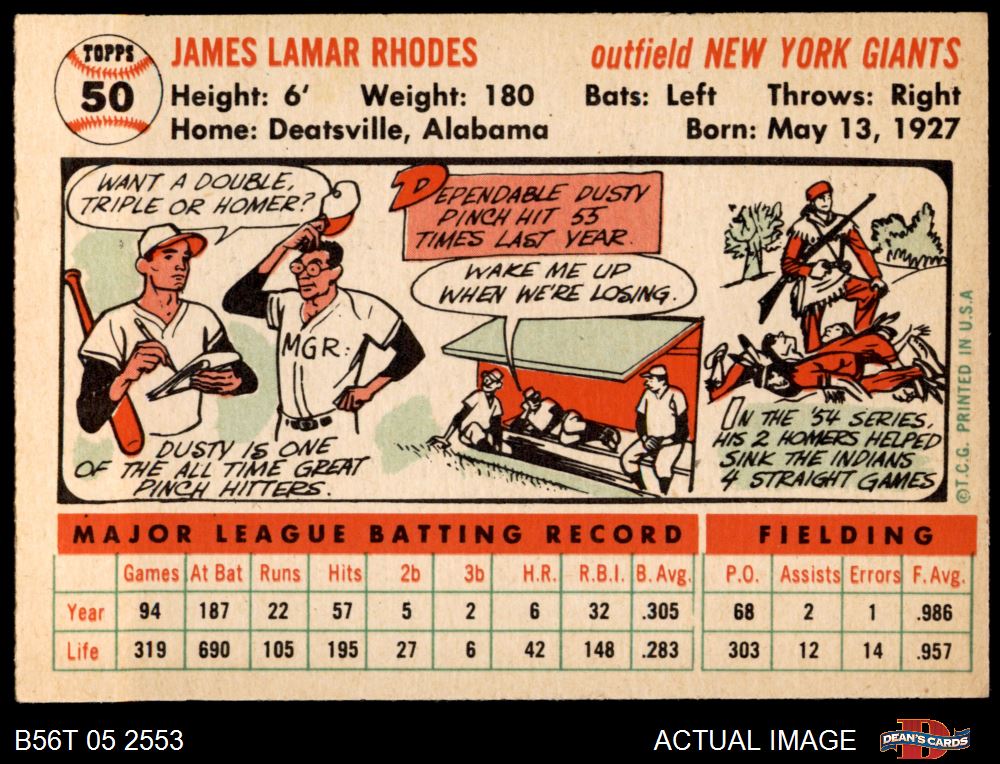 TOPPS
50
JAMES LAMAR RHODES
outfield NEW YORK GIANTS
Height: 6' Weight: 180 Bats: Left Throws: Right
Home: Deatsville, Alabama Born: May 13, 1927
WANT A DOUBLE,
TRIPLE OR HOMER?
MGR.
DUSTY IS ONE
OF THE ALL TIME GREAT
PINCH HITTERS.
DEPENDABLE DUSTY
PINCH HIT 55
TIMES LAST YEAR.
WAKE ME UP
WHEN WE'RE LOSING.
IN THE '54 SERIES,
HIS 2 HOMERS HELPED
SINK THE INDIANS
4 STRAIGHT GAMES
©T.C.G. PRINTED IN U.S.A
MAJOR LEAGUE BATTING RECORD FIELDING
Games At Bat Runs Hits 2b 3b H.R. R.B.I. B. Avg. P.O. Assists Errors F. Avg.
Year 94 187 22 57 5 2 6 32 .305 68 2 1 .986
Life 319 690 105 195 27 6 42 148 .283 303 12 14 .957
B56T 05 2553
ACTUAL IMAGE
D
DEAN'S CARDS